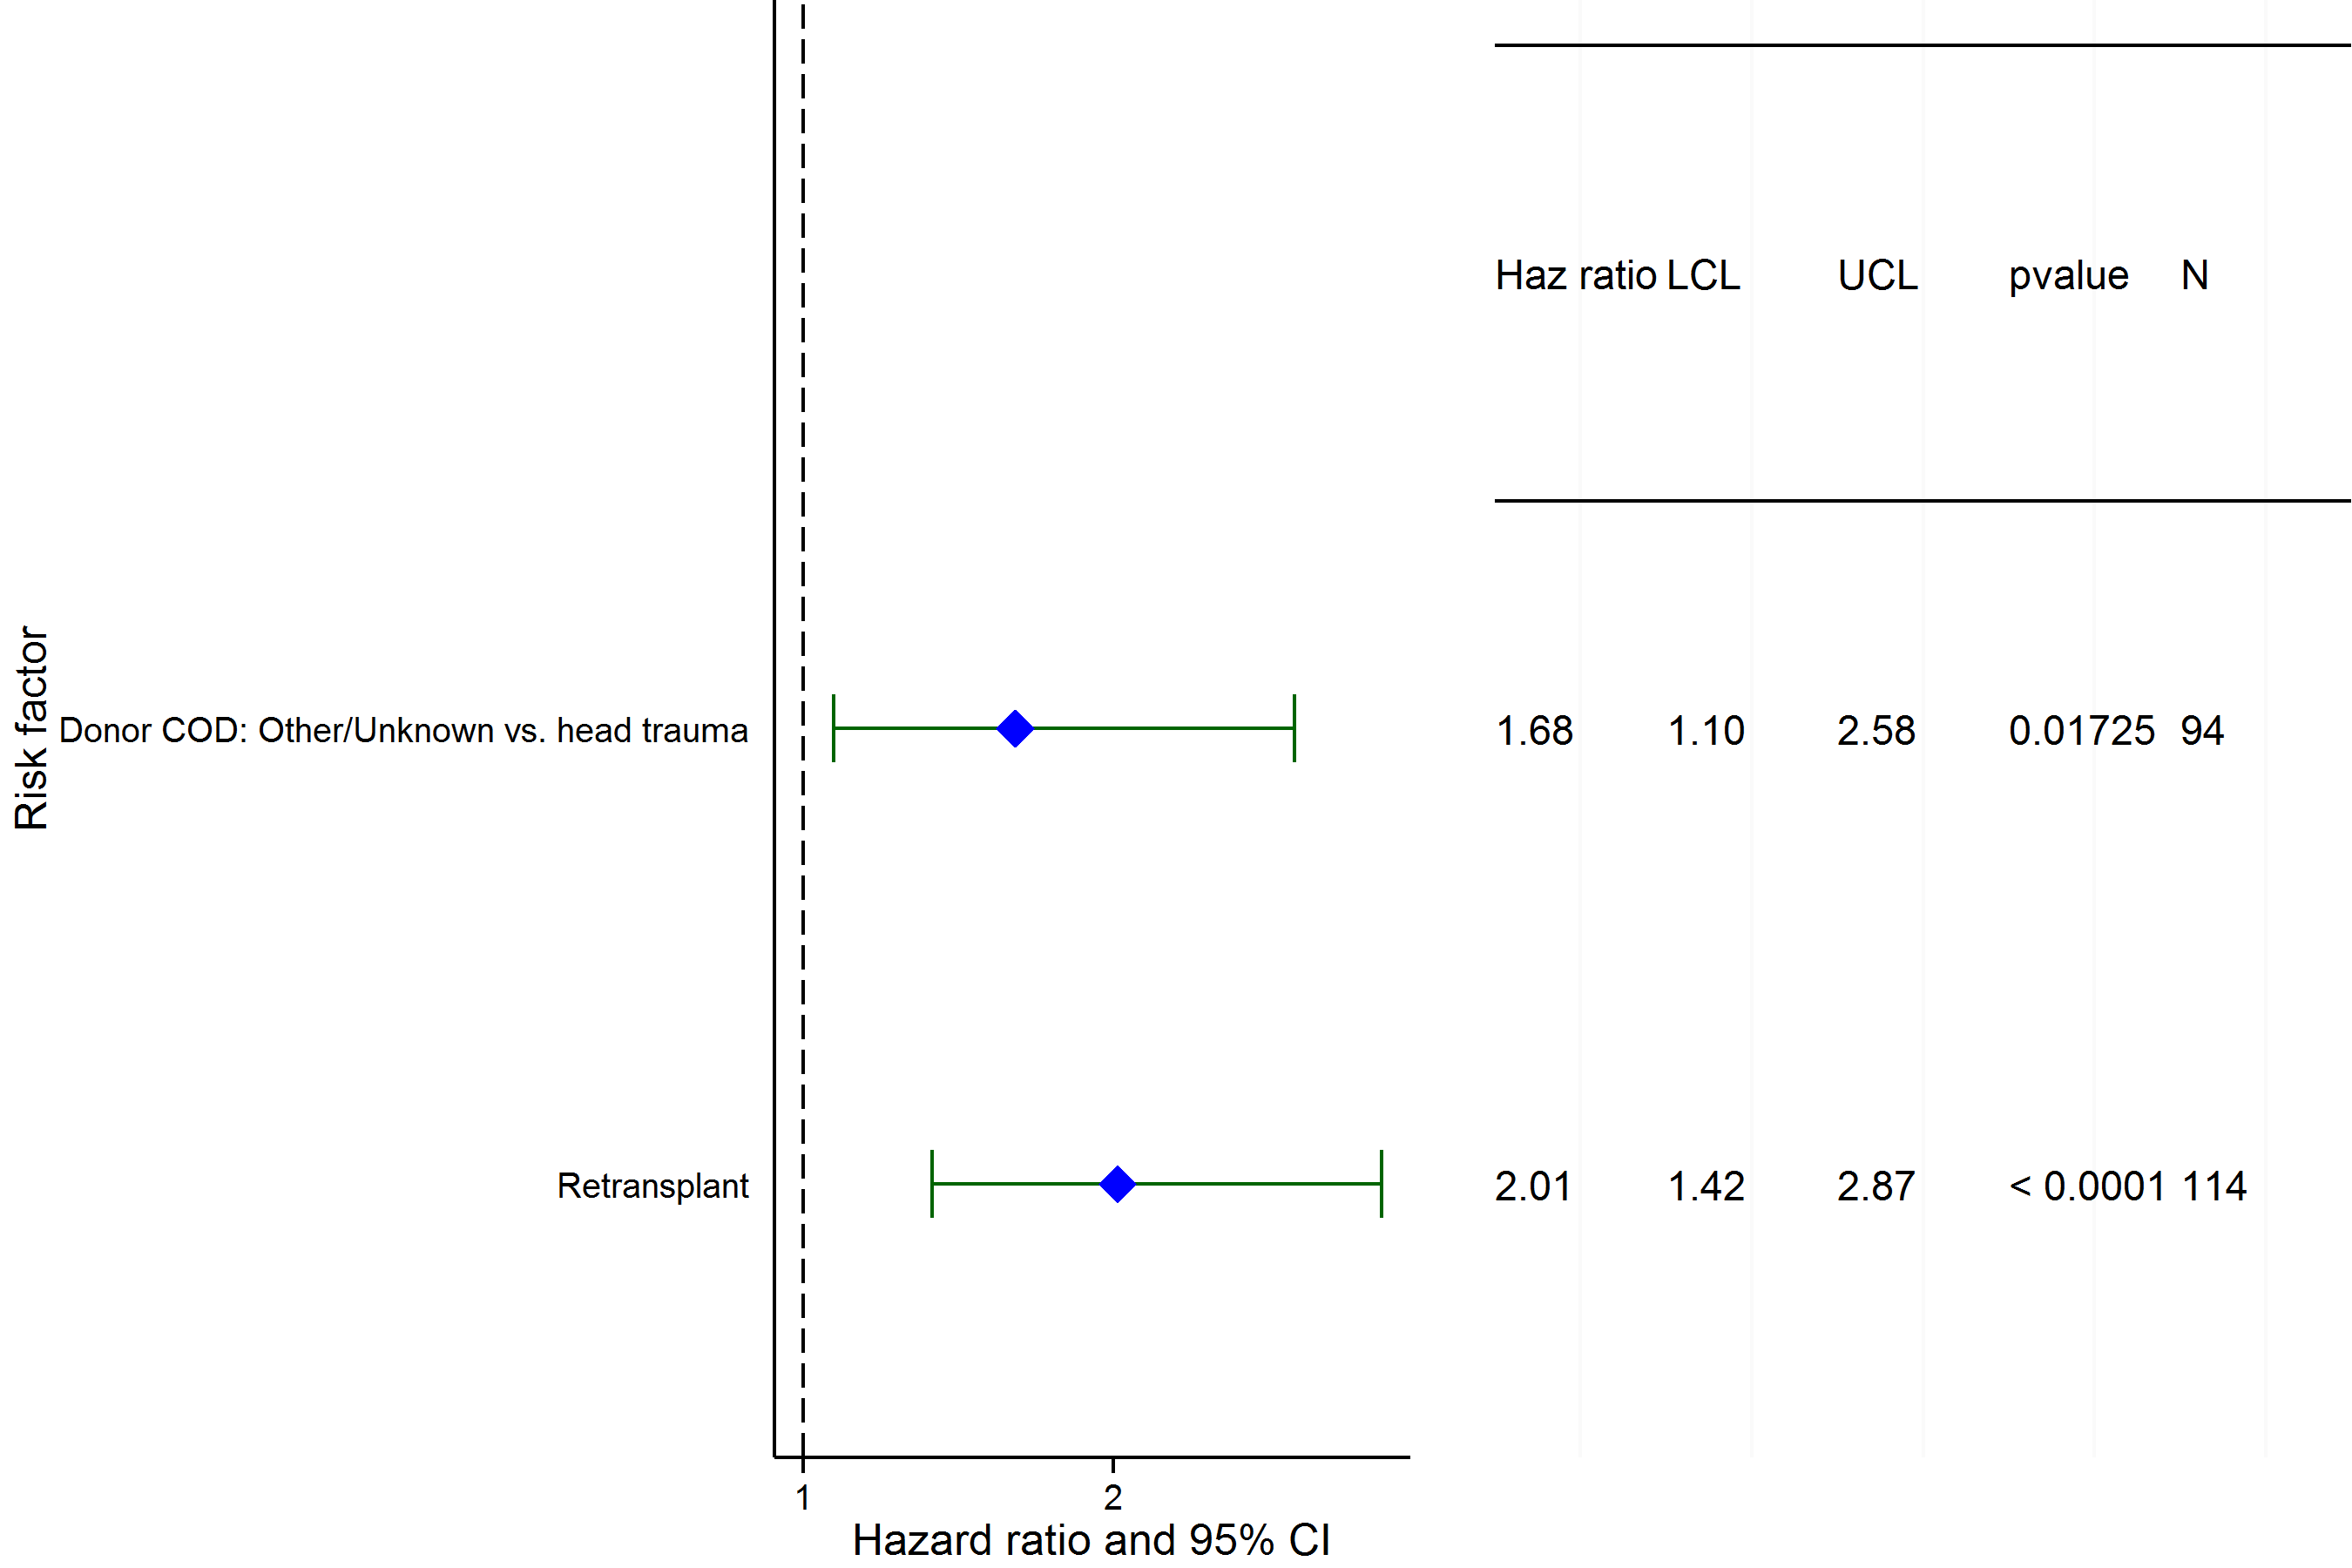 Haz ratio LCL UCL pvalue N
Risk factor
Donor COD: Other/Unknown vs. head trauma 1.68 1.10 2.58 0.01725 94
Retransplant 2.01 1.42 2.87 < 0.0001 114
1 2
Hazard ratio and 95% CI